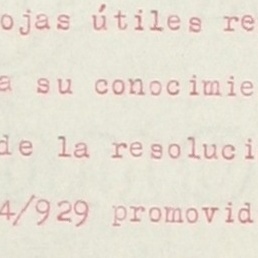 ojas útiles re
a su conocimie
de la resoluci
4/929 promovid